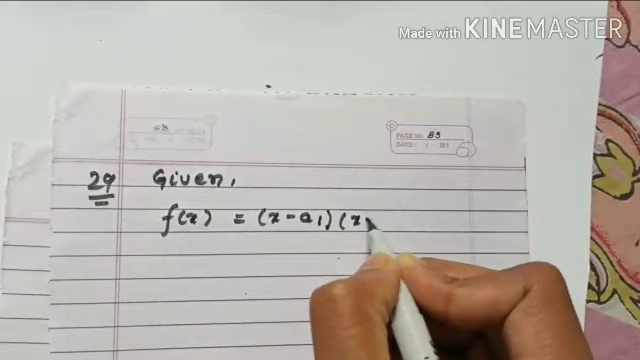 Made with KINEMASTER
PAGE No. 83
DATE: / 201
29 Given,
f(x) = (x-a₁)(x